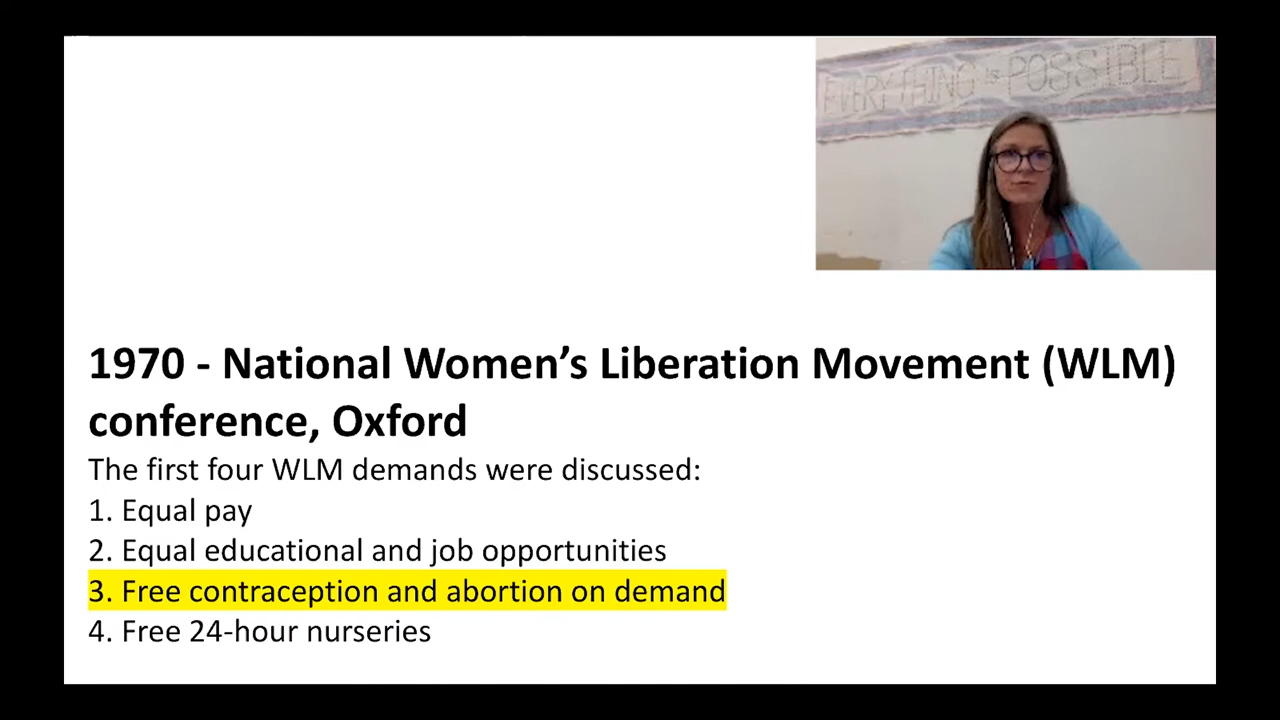 EVERYTHING is POSSIBLE
1970 - National Women’s Liberation Movement (WLM)
conference, Oxford
The first four WLM demands were discussed:
1. Equal pay
2. Equal educational and job opportunities
3. Free contraception and abortion on demand
4. Free 24-hour nurseries